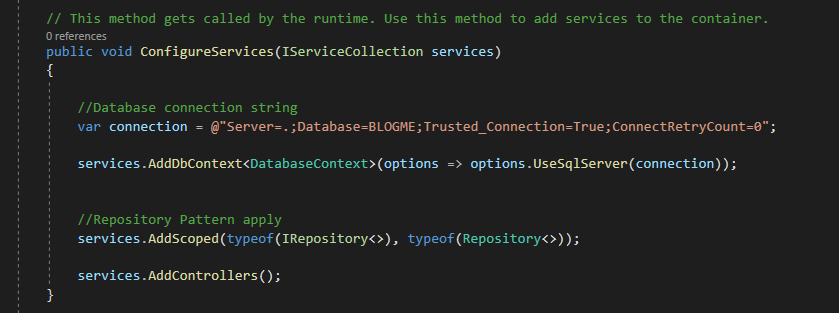 // This method gets called by the runtime. Use this method to add services to the container.
0 references
public void ConfigureServices(IServiceCollection services)
{
//Database connection string
var connection = @"Server=.;Database=BLOGME;Trusted_Connection=True;ConnectRetryCount=0";
services.AddDbContext<DatabaseContext>(options => options.UseSqlServer(connection));
//Repository Pattern apply
services.AddScoped(typeof(IRepository<>), typeof(Repository<>));
services.AddControllers();
}